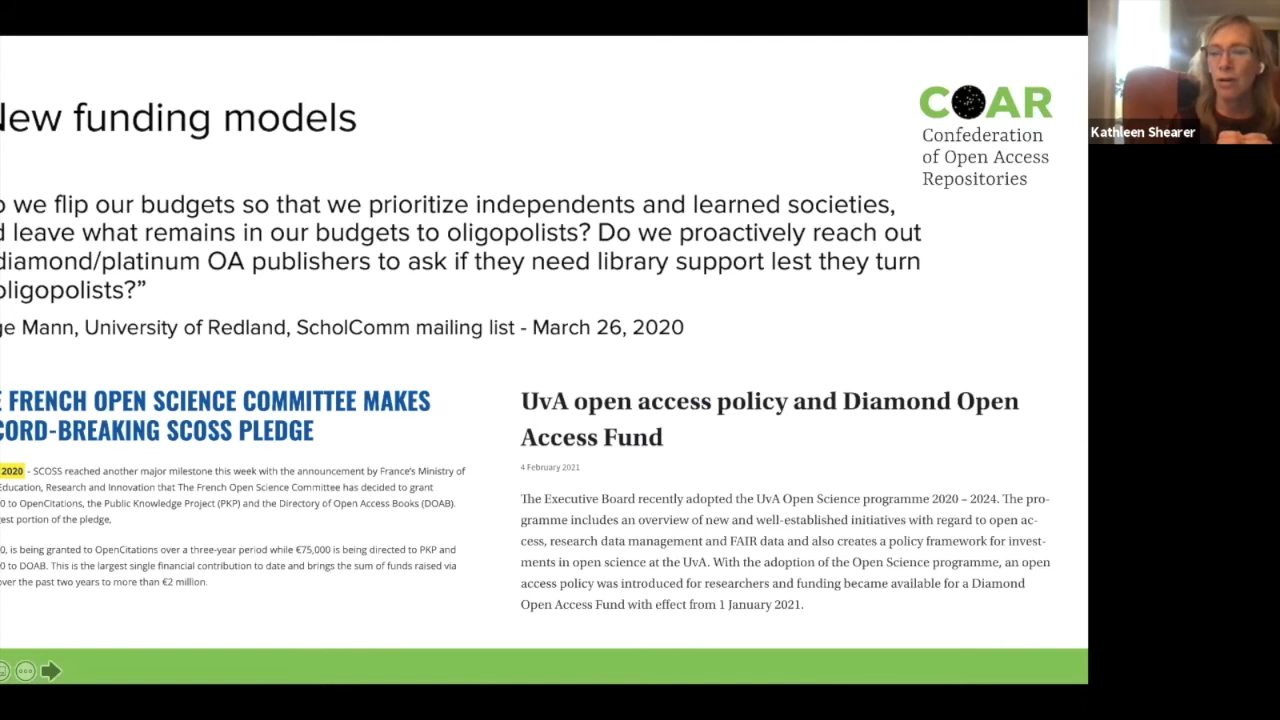 New funding models
COAR
Confederation
of Open Access
Repositories
Kathleen Shearer
we flip our budgets so that we prioritize independents and learned societies,
leave what remains in our budgets to oligopolists? Do we proactively reach out
diamond/platinum OA publishers to ask if they need library support lest they turn
oligopolists?”
Mann, University of Redland, ScholComm mailing list - March 26, 2020
FRENCH OPEN SCIENCE COMMITTEE MAKES
CORD-BREAKING SCOSS PLEDGE
2020 - SCOSS reached another major milestone this week with the announcement by France’s Ministry of
Education, Research and Innovation that The French Open Science Committee has decided to grant
0 to OpenCitations, the Public Knowledge Project (PKP) and the Directory of Open Access Books (DOAB).
gest portion of the pledge,
0, is being granted to OpenCitations over a three-year period while €75,000 is being directed to PKP and
0 to DOAB. This is the largest single financial contribution to date and brings the sum of funds raised via
over the past two years to more than €2 million.
UvA open access policy and Diamond Open
Access Fund
4 February 2021
The Executive Board recently adopted the UvA Open Science programme 2020 – 2024. The pro-
gramme includes an overview of new and well-established initiatives with regard to open ac-
cess, research data management and FAIR data and also creates a policy framework for invest-
ments in open science at the UvA. With the adoption of the Open Science programme, an open
access policy was introduced for researchers and funding became available for a Diamond
Open Access Fund with effect from 1 January 2021.